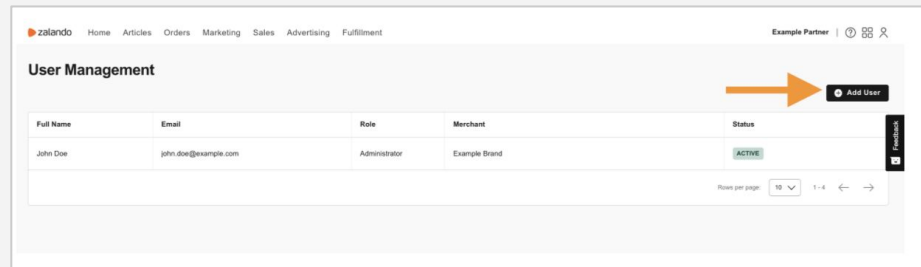 zalando Home Articles Orders Marketing Sales Advertising Fulfillment Example Partner
User Management
Add User
Full Name Email Role Merchant Status
John Doe john.doe@example.com Administrator Example Brand ACTIVE
Feedback
Rows per page: 10 1-4